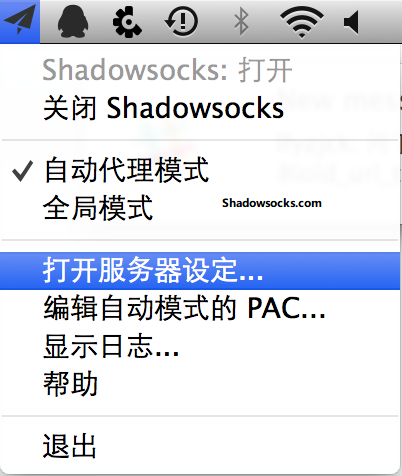 Shadowsocks: 打开
关闭 Shadowsocks
自动代理模式
全局模式
Shadowsocks.com
打开服务器设定...
编辑自动模式的 PAC...
显示日志...
帮助
退出